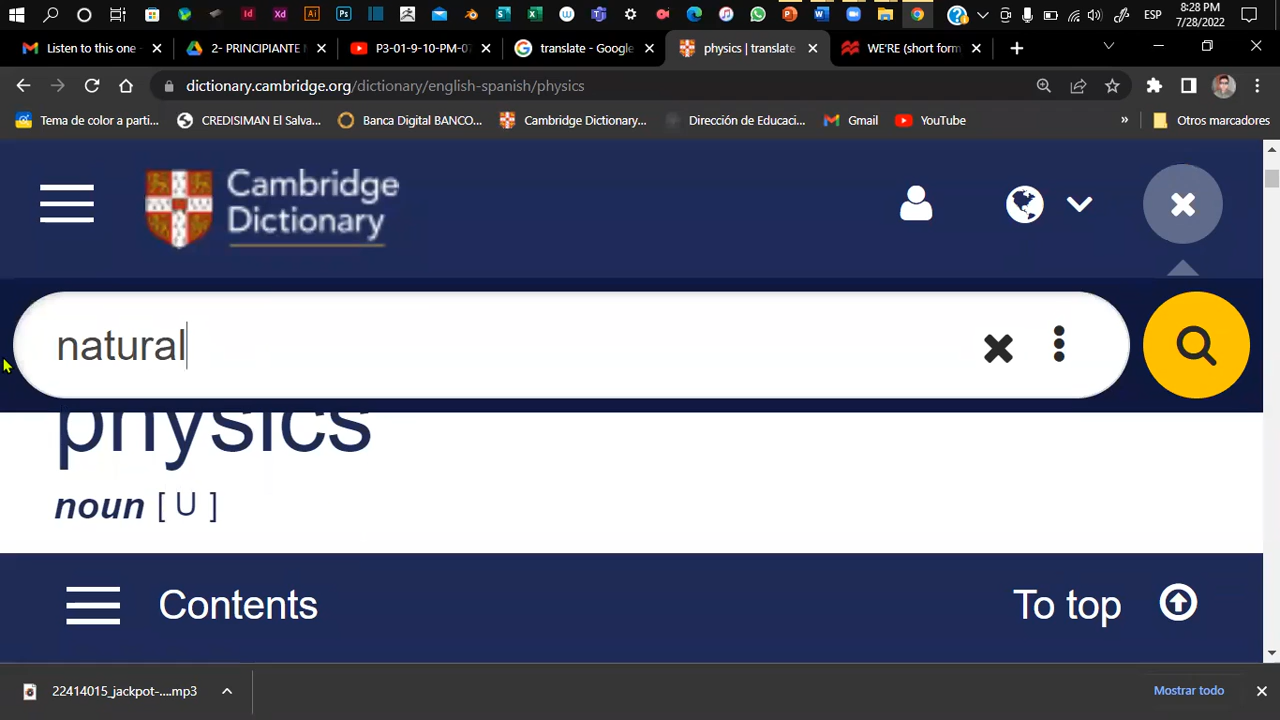 8:28 PM
ESP
7/28/2022
Listen to this one -
2- PRINCIPIANTE
P3-01-9-10-PM-0
translate - Google
physics | translate
WE'RE (short form
dictionary.cambridge.org/dictionary/english-spanish/physics
Tema de color a parti...
CREDISIMAN El Salva...
Banca Digital BANCO...
Cambridge Dictionary...
Dirección de Educaci...
Gmail
YouTube
»
Otros marcadores
Cambridge
Dictionary
natural
physics
noun [ U ]
Contents
To top
22414015_jackpot-....mp3
Mostrar todo